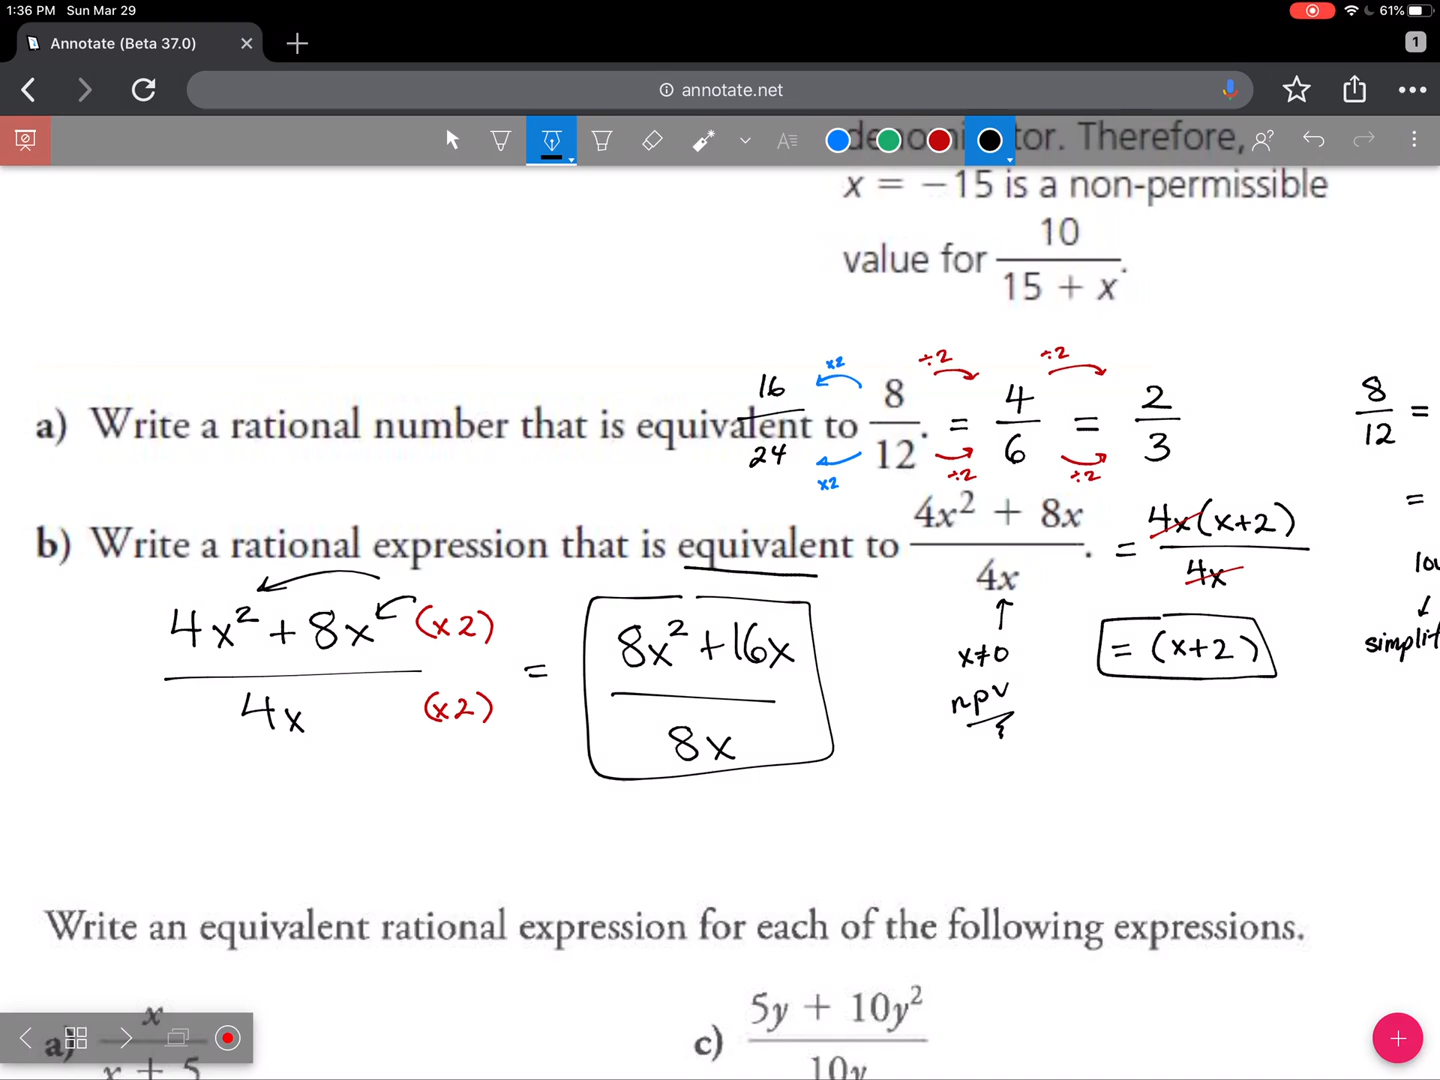 1:36 PM Sun Mar 29
61%
Annotate (Beta 37.0)
1
annotate.net
tor. Therefore,
x = −15 is a non-permissible
value for 10/(15 + x).
a) Write a rational number that is equivalent to 8/12. = 4/6 = 2/3
16/24
x2
x2
÷2
÷2
÷2
÷2
8/12 =
=
b) Write a rational expression that is equivalent to (4x² + 8x)/4x. = 4x(x+2)/4x
= (x+2)
x≠0
npv
simplif
(4x² + 8x)/4x (x2) (x2) = (8x² + 16x)/8x
Write an equivalent rational expression for each of the following expressions.
a) x/(x + 5)
c) (5y + 10y²)/10y